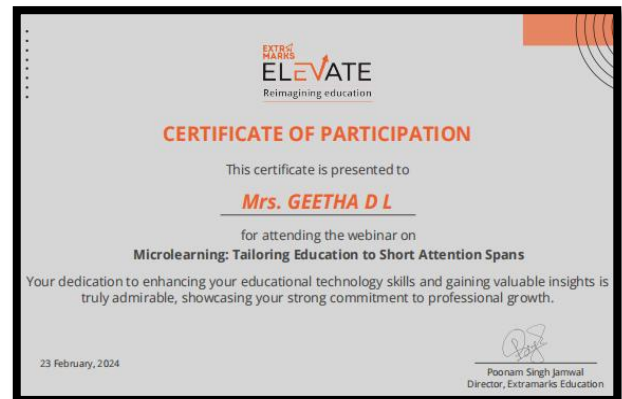 EXTRA
MARKS
ELEVATE
Reimagining education
CERTIFICATE OF PARTICIPATION
This certificate is presented to
Mrs. GEETHA D L
for attending the webinar on
Microlearning: Tailoring Education to Short Attention Spans
Your dedication to enhancing your educational technology skills and gaining valuable insights is
truly admirable, showcasing your strong commitment to professional growth.
23 February, 2024
Poonam Singh Jamwal
Director, Extramarks Education